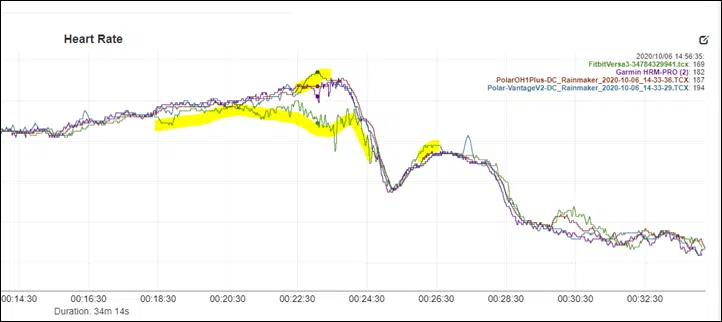 Heart Rate
2020/10/06 14:56:35:
FitbitVersa3-34784329941.tcx: 169
Garmin HRM-PRO (2): 182
PolarOH1Plus-DC_Rainmaker_2020-10-06_14-33-36.TCX: 187
Polar-VantageV2-DC_Rainmaker_2020-10-06_14-33-29.TCX: 194
00:14:30 00:16:30 00:18:30 00:20:30 00:22:30 00:24:30 00:26:30 00:28:30 00:30:30 00:32:30
Duration: 34m 14s